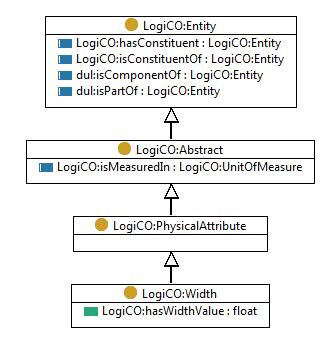 LogiCO:Entity
LogiCO:hasConstituent : LogiCO:Entity
LogiCO:isConstituentOf : LogiCO:Entity
dul:isComponentOf : LogiCO:Entity
dul:isPartOf : LogiCO:Entity
LogiCO:Abstract
LogiCO:isMeasuredIn : LogiCO:UnitOfMeasure
LogiCO:PhysicalAttribute
LogiCO:Width
LogiCO:hasWidthValue : float